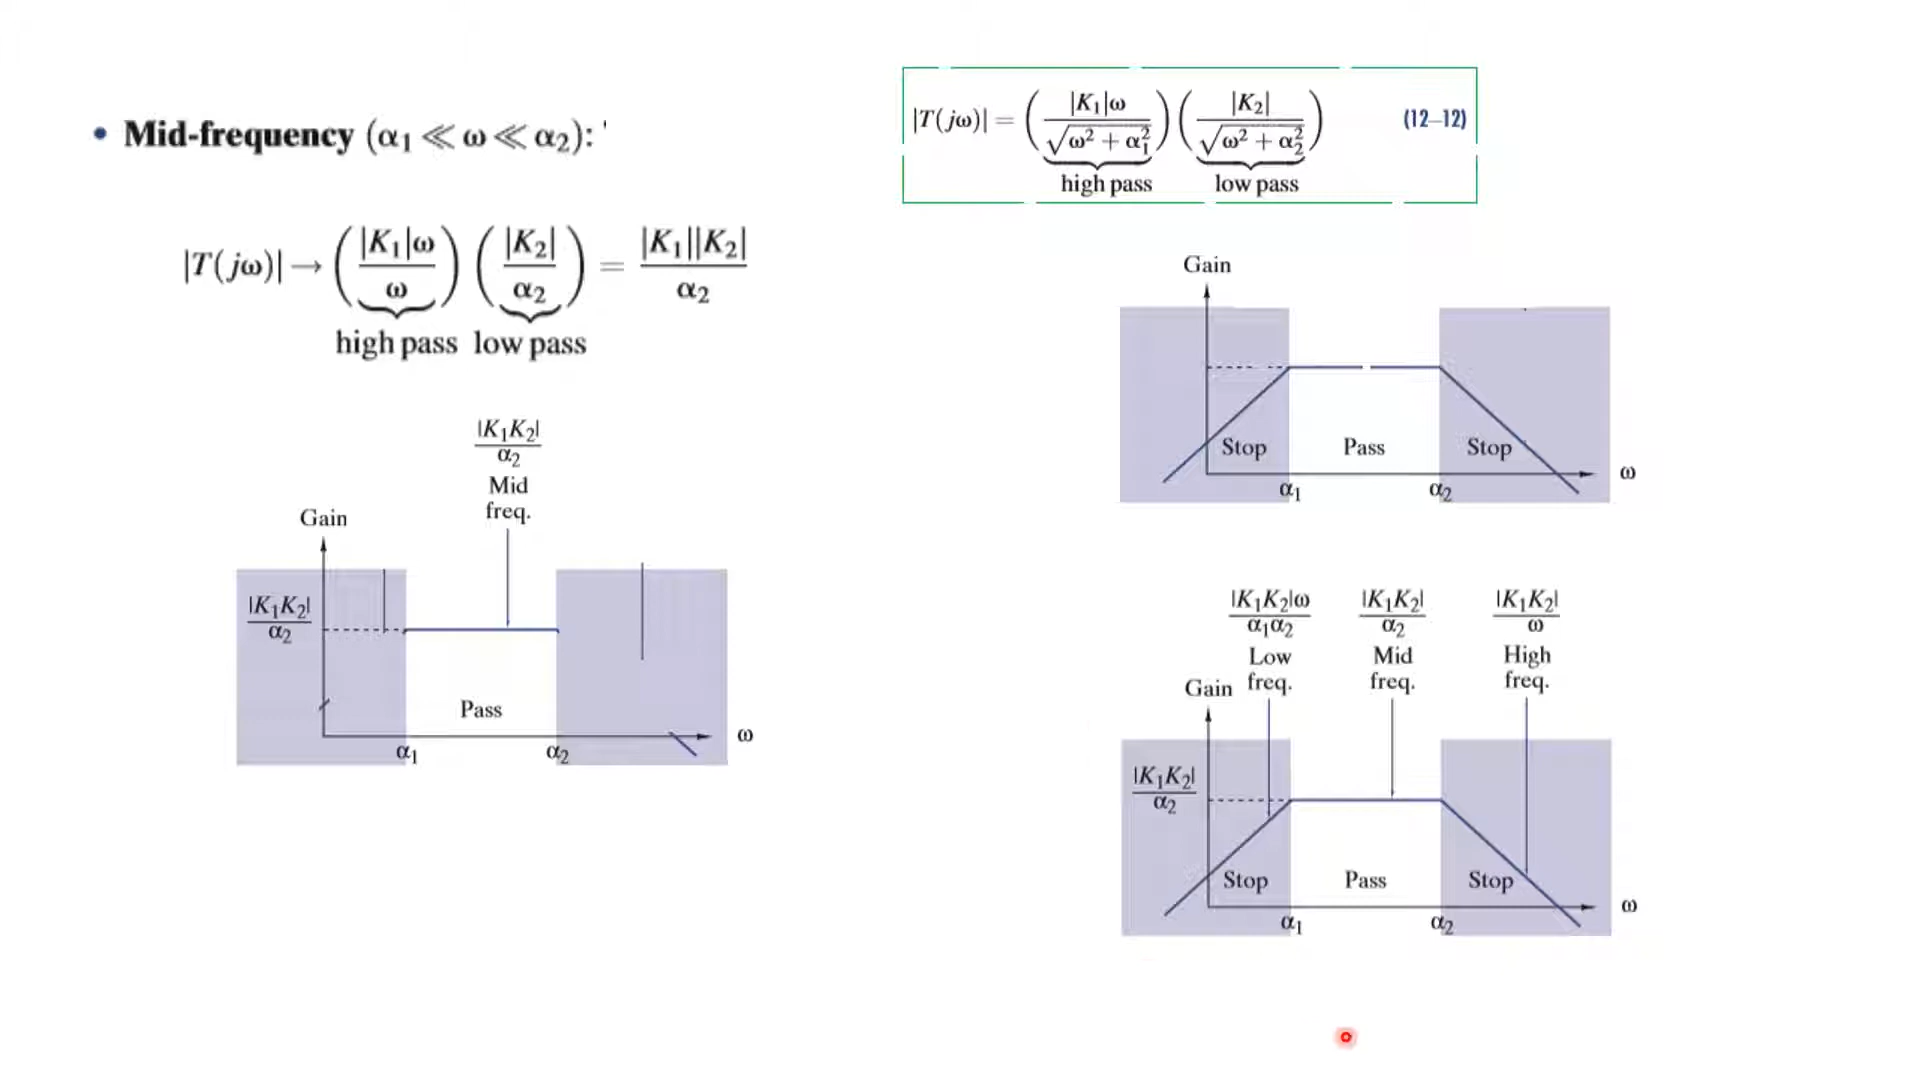 • Mid-frequency (α₁ ≪ ω ≪ α₂): '
|T(jω)| → (|K₁|ω / ω) (|K₂| / α₂) = |K₁||K₂| / α₂
high pass low pass
|K₁K₂| / α₂
Mid
freq.
Gain
|K₁K₂| / α₂
Pass
α₁ α₂
ω
|T(jω)| = (|K₁|ω / √(ω² + α₁²)) (|K₂| / √(ω² + α₂²)) (12–12)
high pass low pass
Gain
Stop Pass Stop
ω
α₁ α₂
|K₁K₂|ω / α₁α₂ |K₁K₂| / α₂ |K₁K₂| / ω
Low Mid High
Gain freq. freq. freq.
|K₁K₂| / α₂
Stop Pass Stop
ω
α₁ α₂